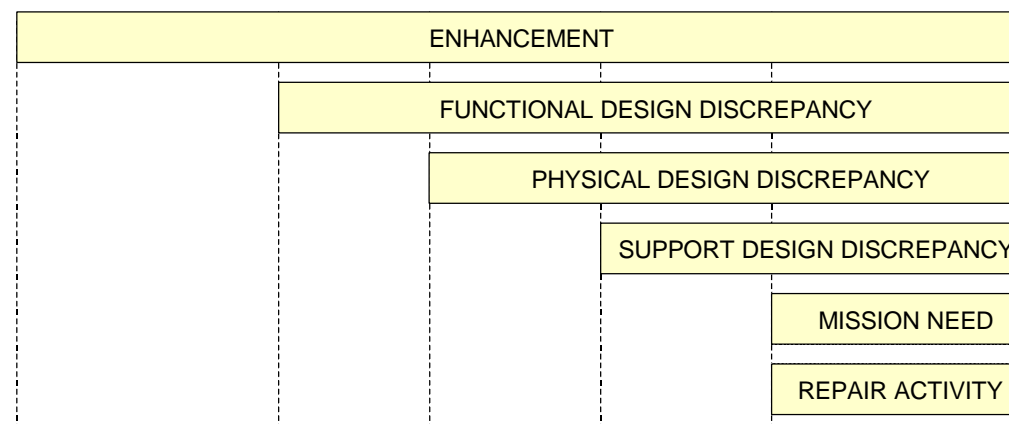 ENHANCEMENT
FUNCTIONAL DESIGN DISCREPANCY
PHYSICAL DESIGN DISCREPANCY
SUPPORT DESIGN DISCREPANCY
MISSION NEED
REPAIR ACTIVITY